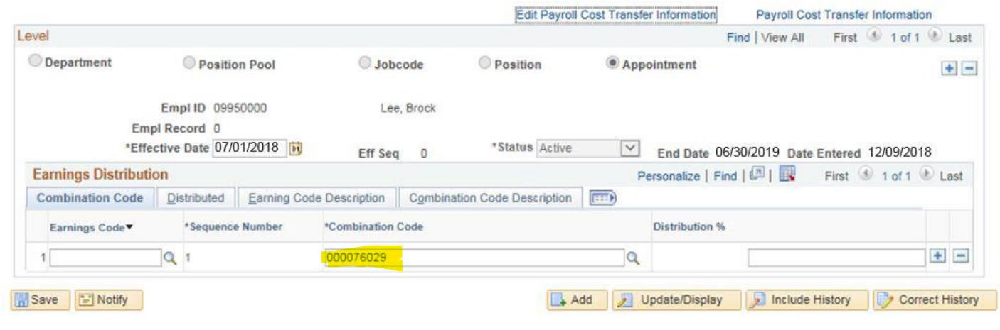 Edit Payroll Cost Transfer Information Payroll Cost Transfer Information
Level Find | View All First 1 of 1 Last
Department Position Pool Jobcode Position Appointment
Empl ID 09950000 Lee, Brock
Empl Record 0
*Effective Date 07/01/2018 Eff Seq 0 *Status Active End Date 06/30/2019 Date Entered 12/09/2018
Earnings Distribution Personalize | Find | | First 1 of 1 Last
Combination Code Distributed Earning Code Description Combination Code Description
Earnings Code *Sequence Number *Combination Code Distribution %
1 1 000076029
Save Notify Add Update/Display Include History Correct History